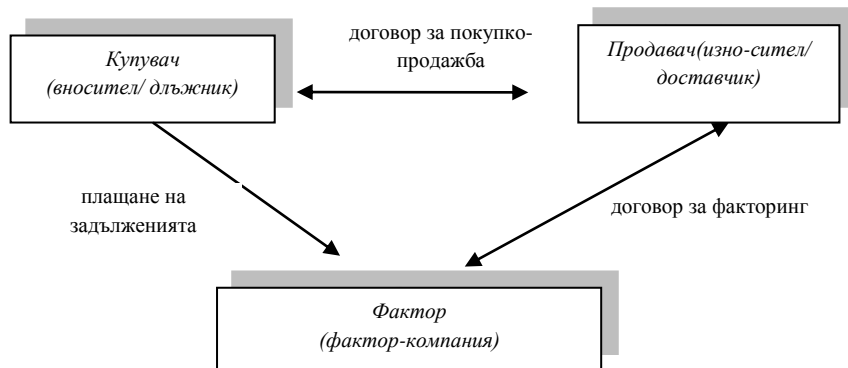 договор за покупко-
продажба
Купувач
(вносител/ длъжник)
Продавач(изно-сител/
доставчик)
плащане на
задълженията
договор за факторинг
Фактор
(фактор-компания)